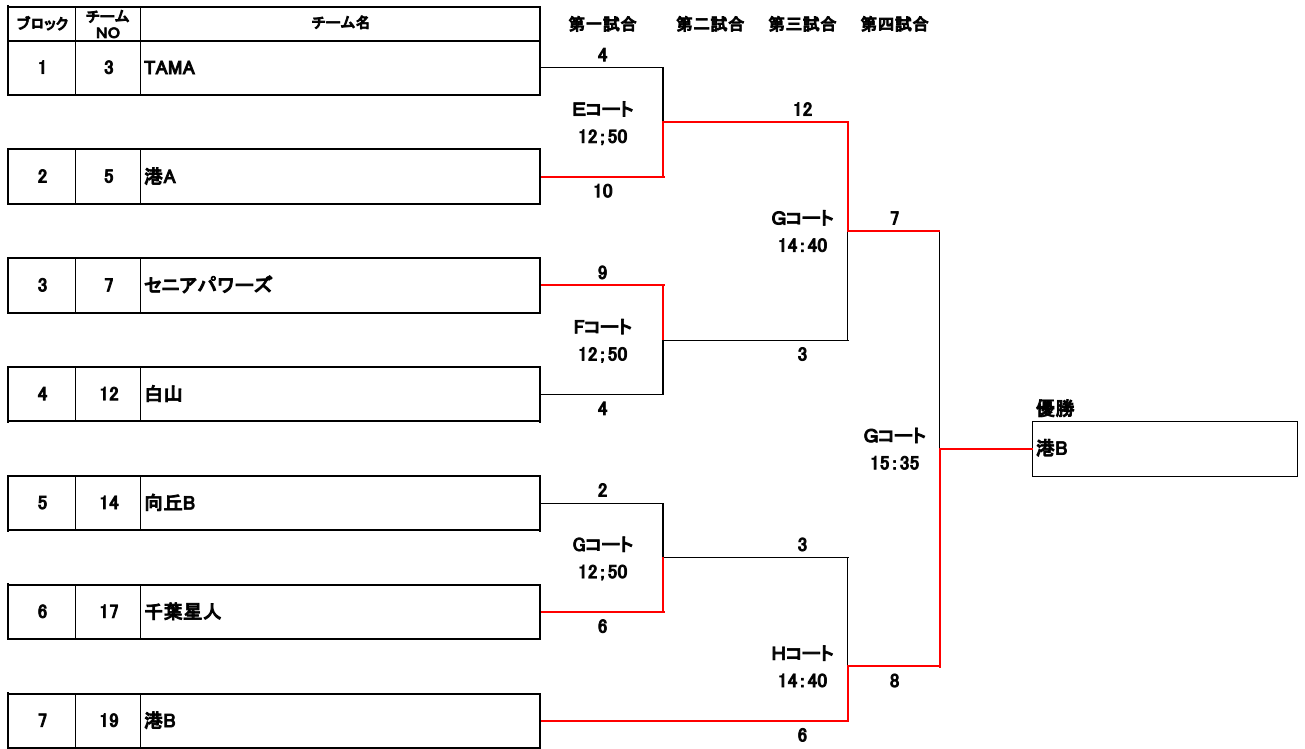 ブロック チームNO チーム名 第一試合 第二試合 第三試合 第四試合
4
1 3 TAMA
Eコート 12
12;50
2 5 港A
10
Gコート 7
14:40
9
3 7 セニアパワーズ
Fコート
12;50 3
4 12 白山
4
優勝
Gコート
港B
15:35
2
5 14 向丘B
Gコート 3
12;50
6 17 千葉星人
6
Hコート
14:40 8
7 19 港B
6